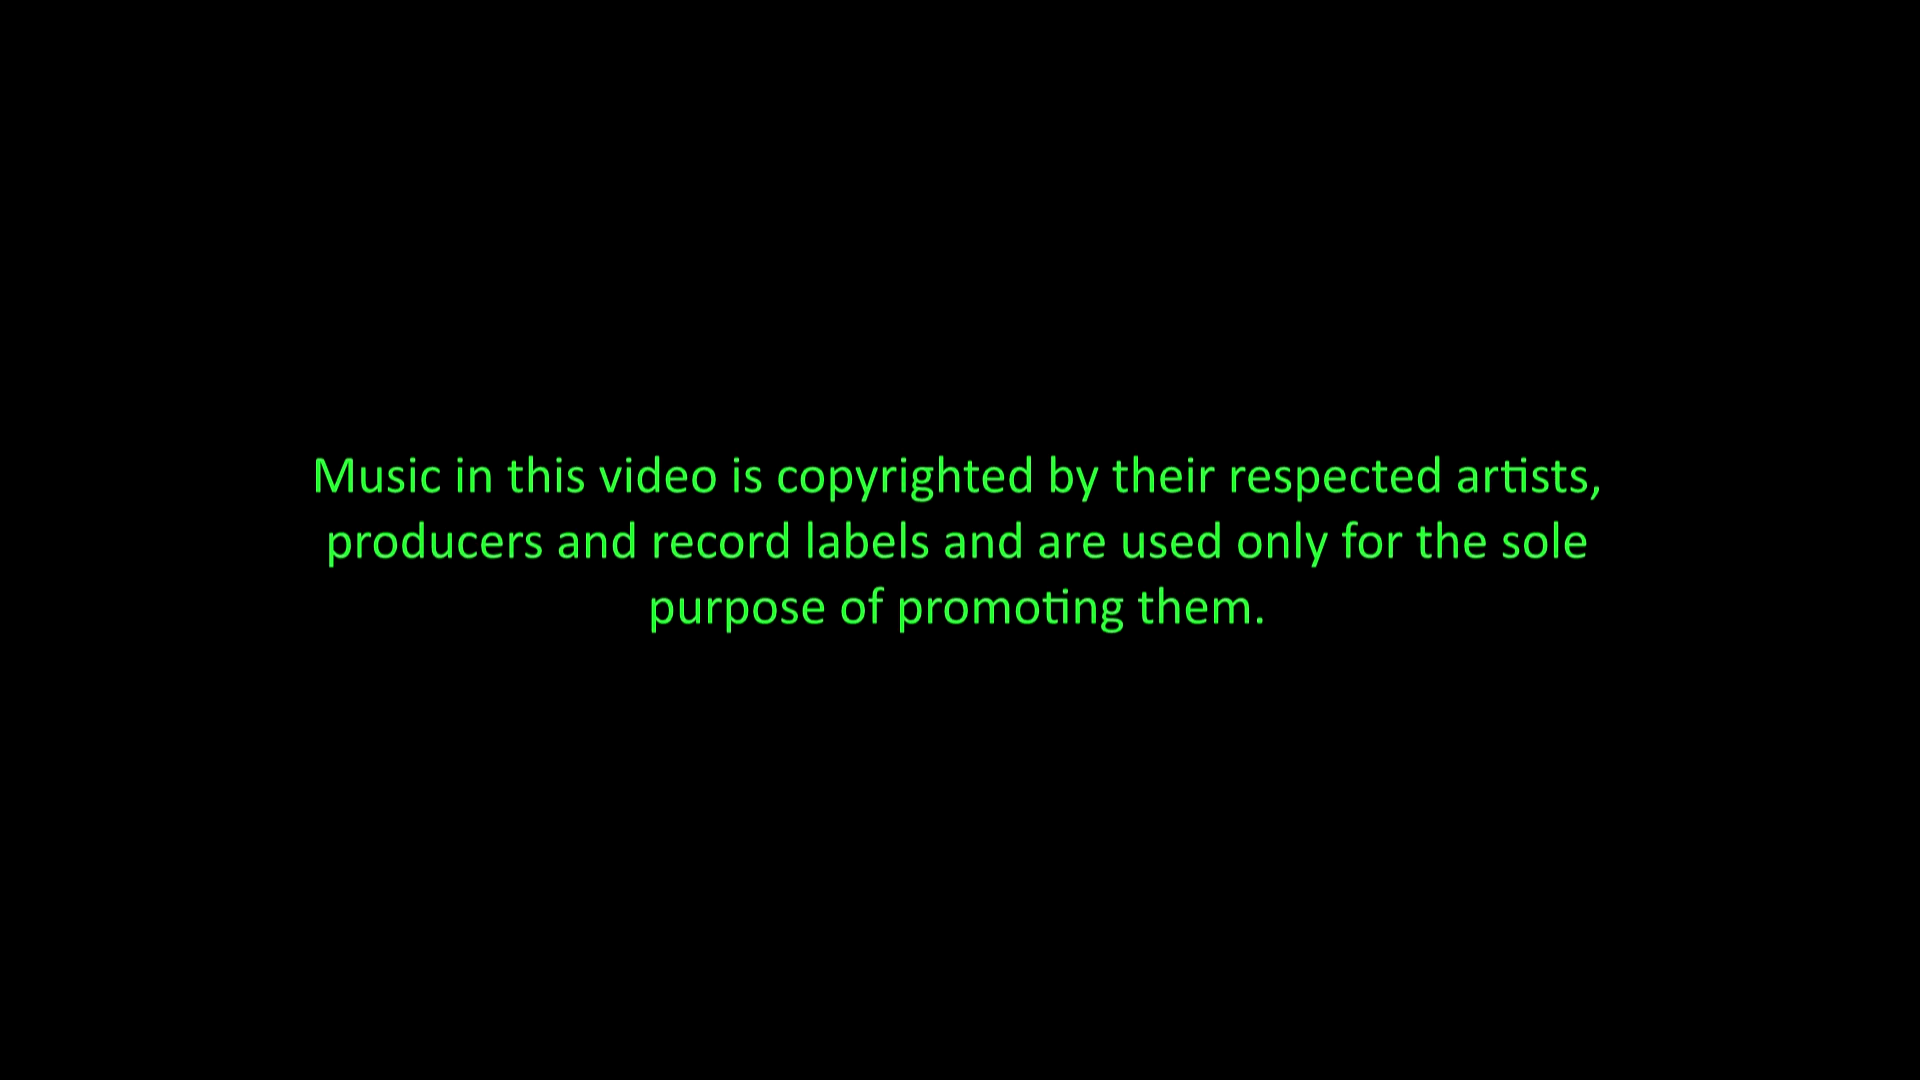 Music in this video is copyrighted by their respected artists,
producers and record labels and are used only for the sole
purpose of promoting them.